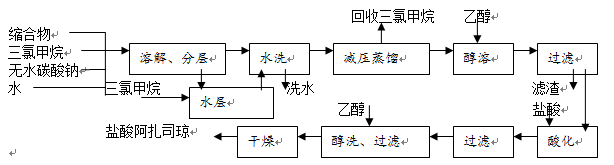 回收三氯甲烷
乙醇
缩合物
三氯甲烷
无水碳酸钠
水
溶解、分层
水洗
减压蒸馏
醇溶
过滤
三氯甲烷
水层
洗水
滤渣
盐酸
乙醇
盐酸阿扎司琼
干燥
醇洗、过滤
过滤
酸化